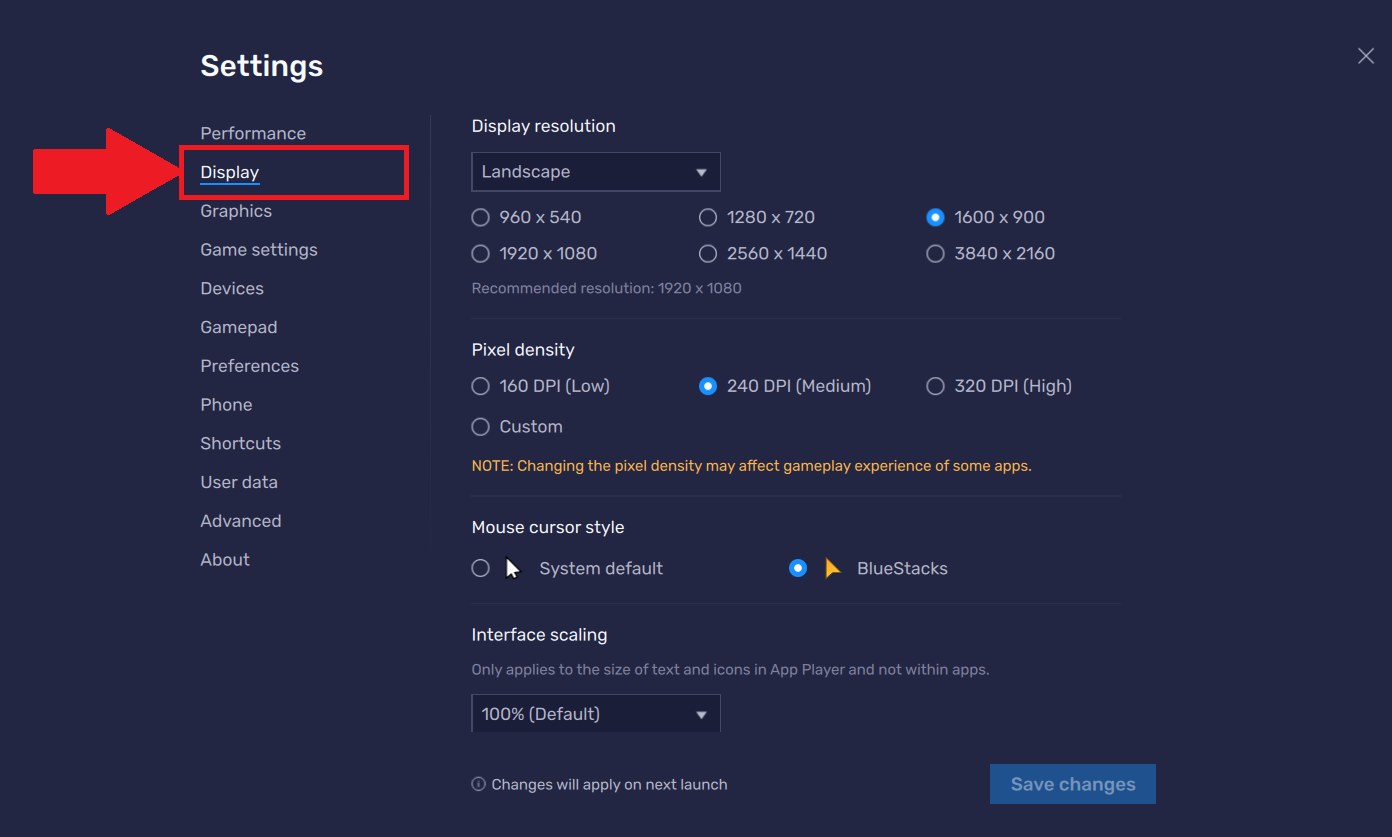 Settings
Performance
Display
Graphics
Game settings
Devices
Gamepad
Preferences
Phone
Shortcuts
User data
Advanced
About
Display resolution
Landscape
960 x 540 1280 x 720 1600 x 900
1920 x 1080 2560 x 1440 3840 x 2160
Recommended resolution: 1920 x 1080
Pixel density
160 DPI (Low) 240 DPI (Medium) 320 DPI (High)
Custom
NOTE: Changing the pixel density may affect gameplay experience of some apps.
Mouse cursor style
System default BlueStacks
Interface scaling
Only applies to the size of text and icons in App Player and not within apps.
100% (Default)
Changes will apply on next launch
Save changes